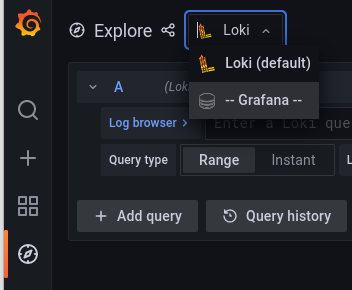 Explore Loki
Loki (default)
A (Lok
-- Grafana --
Log browser > Enter a Loki que
Query type Range Instant L
+ Add query Query history